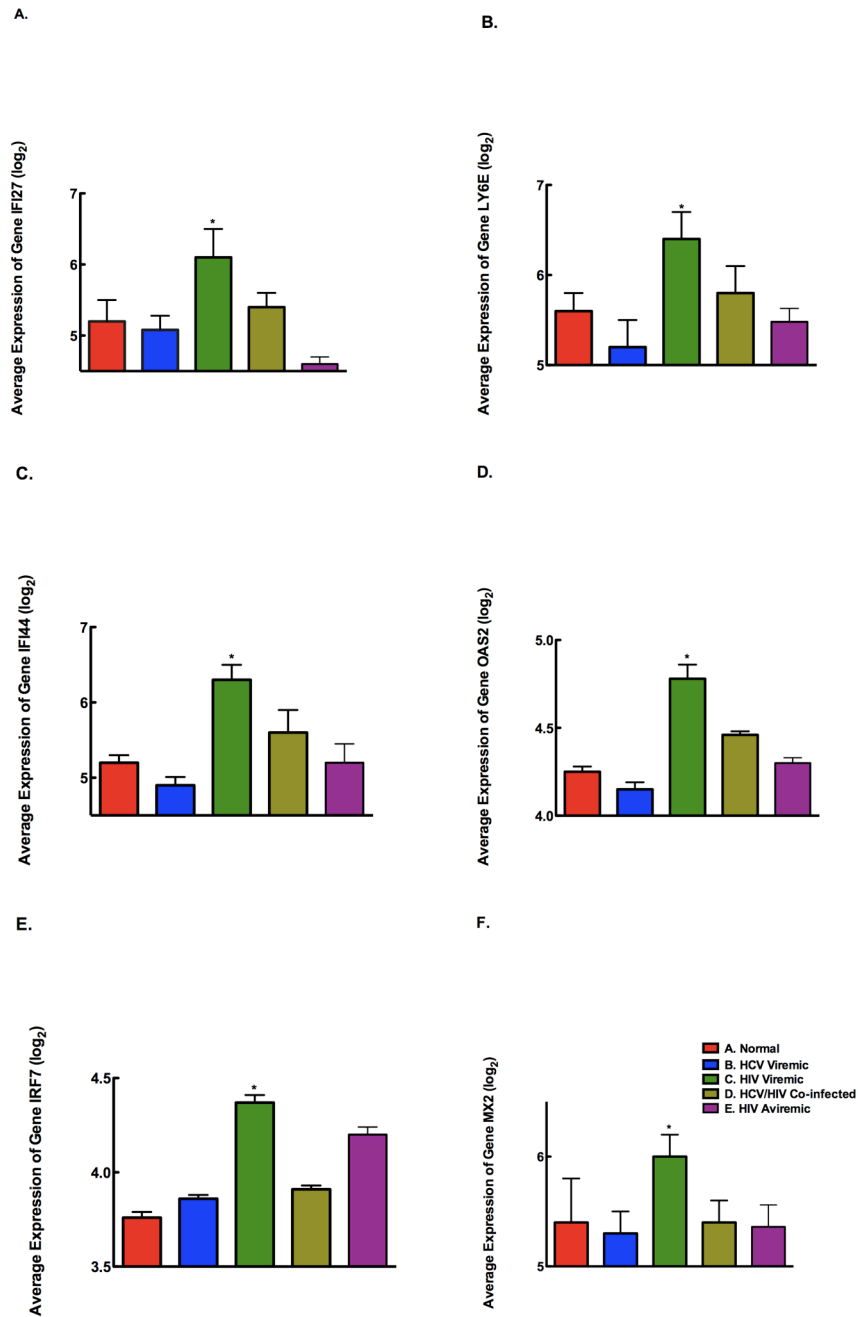 A.
Average Expression of Gene IFI27 (log2)
7
6
5
*
B.
Average Expression of Gene LY6E (log2)
7
6
5
*
C.
Average Expression of Gene IFI44 (log2)
7
6
5
*
D.
Average Expression of Gene OAS2 (log2)
5.0
4.5
4.0
*
E.
Average Expression of Gene IRF7 (log2)
4.5
4.0
3.5
*
F.
Average Expression of Gene MX2 (log2)
6
5
*
A. Normal
B. HCV Viremic
C. HIV Viremic
D. HCV/HIV Co-infected
E. HIV Aviremic